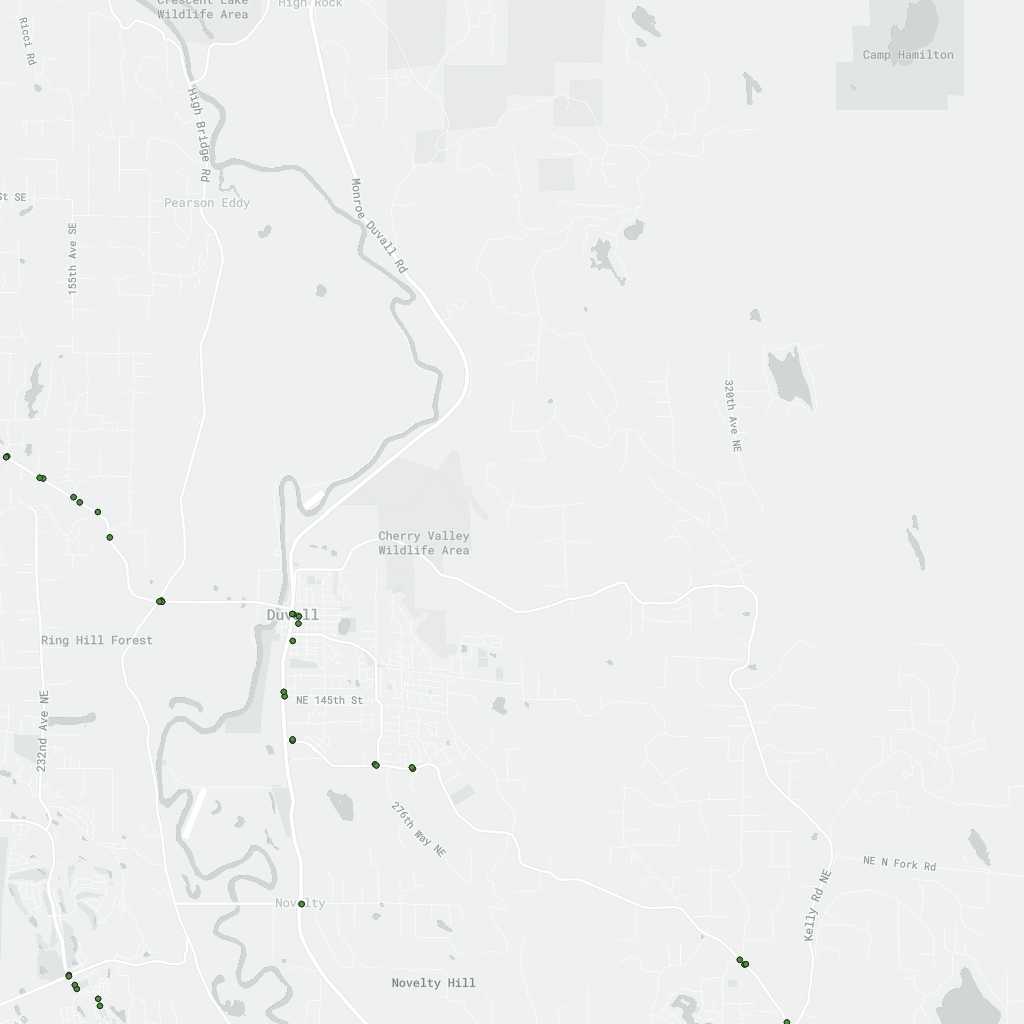 Crescent Lake
Wildlife Area
High Rock
Ricci Rd
Camp Hamilton
High Bridge Rd
St SE
Pearson Eddy
Monroe Duvall Rd
155th Ave SE
320th Ave NE
Cherry Valley
Wildlife Area
Duvall
Ring Hill Forest
NE 145th St
232nd Ave NE
276th Way NE
NE N Fork Rd
Kelly Rd NE
Novelty
Novelty Hill